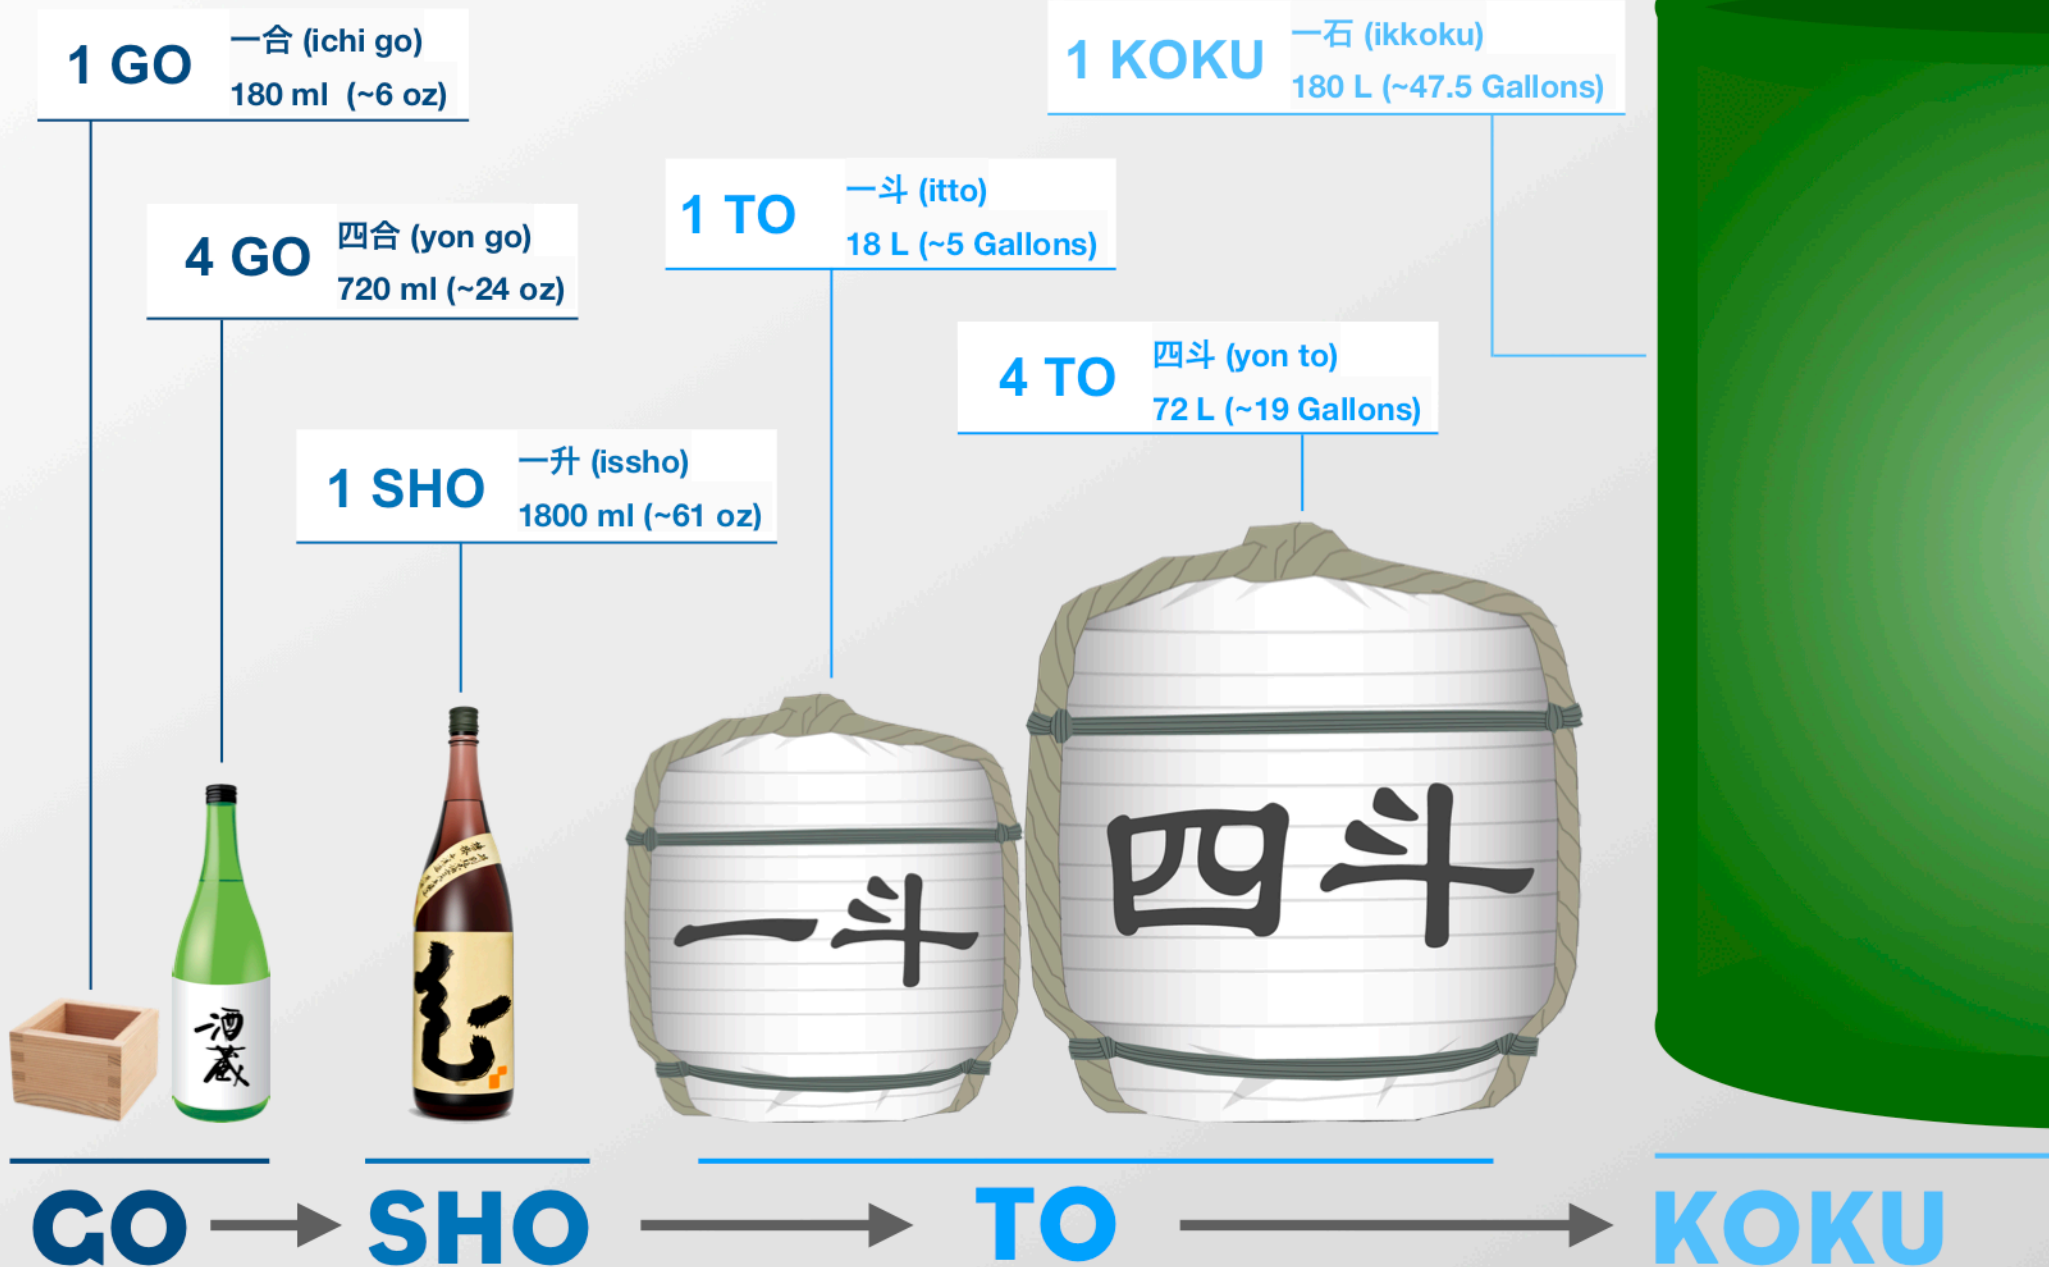 1 GO
一合 (ichi go)
180 ml (~6 oz)
4 GO
四合 (yon go)
720 ml (~24 oz)
1 SHO
一升 (issho)
1800 ml (~61 oz)
1 TO
一斗 (itto)
18 L (~5 Gallons)
4 TO
四斗 (yon to)
72 L (~19 Gallons)
1 KOKU
一石 (ikkoku)
180 L (~47.5 Gallons)
酒蔵
一斗
四斗
GO
SHO
TO
KOKU